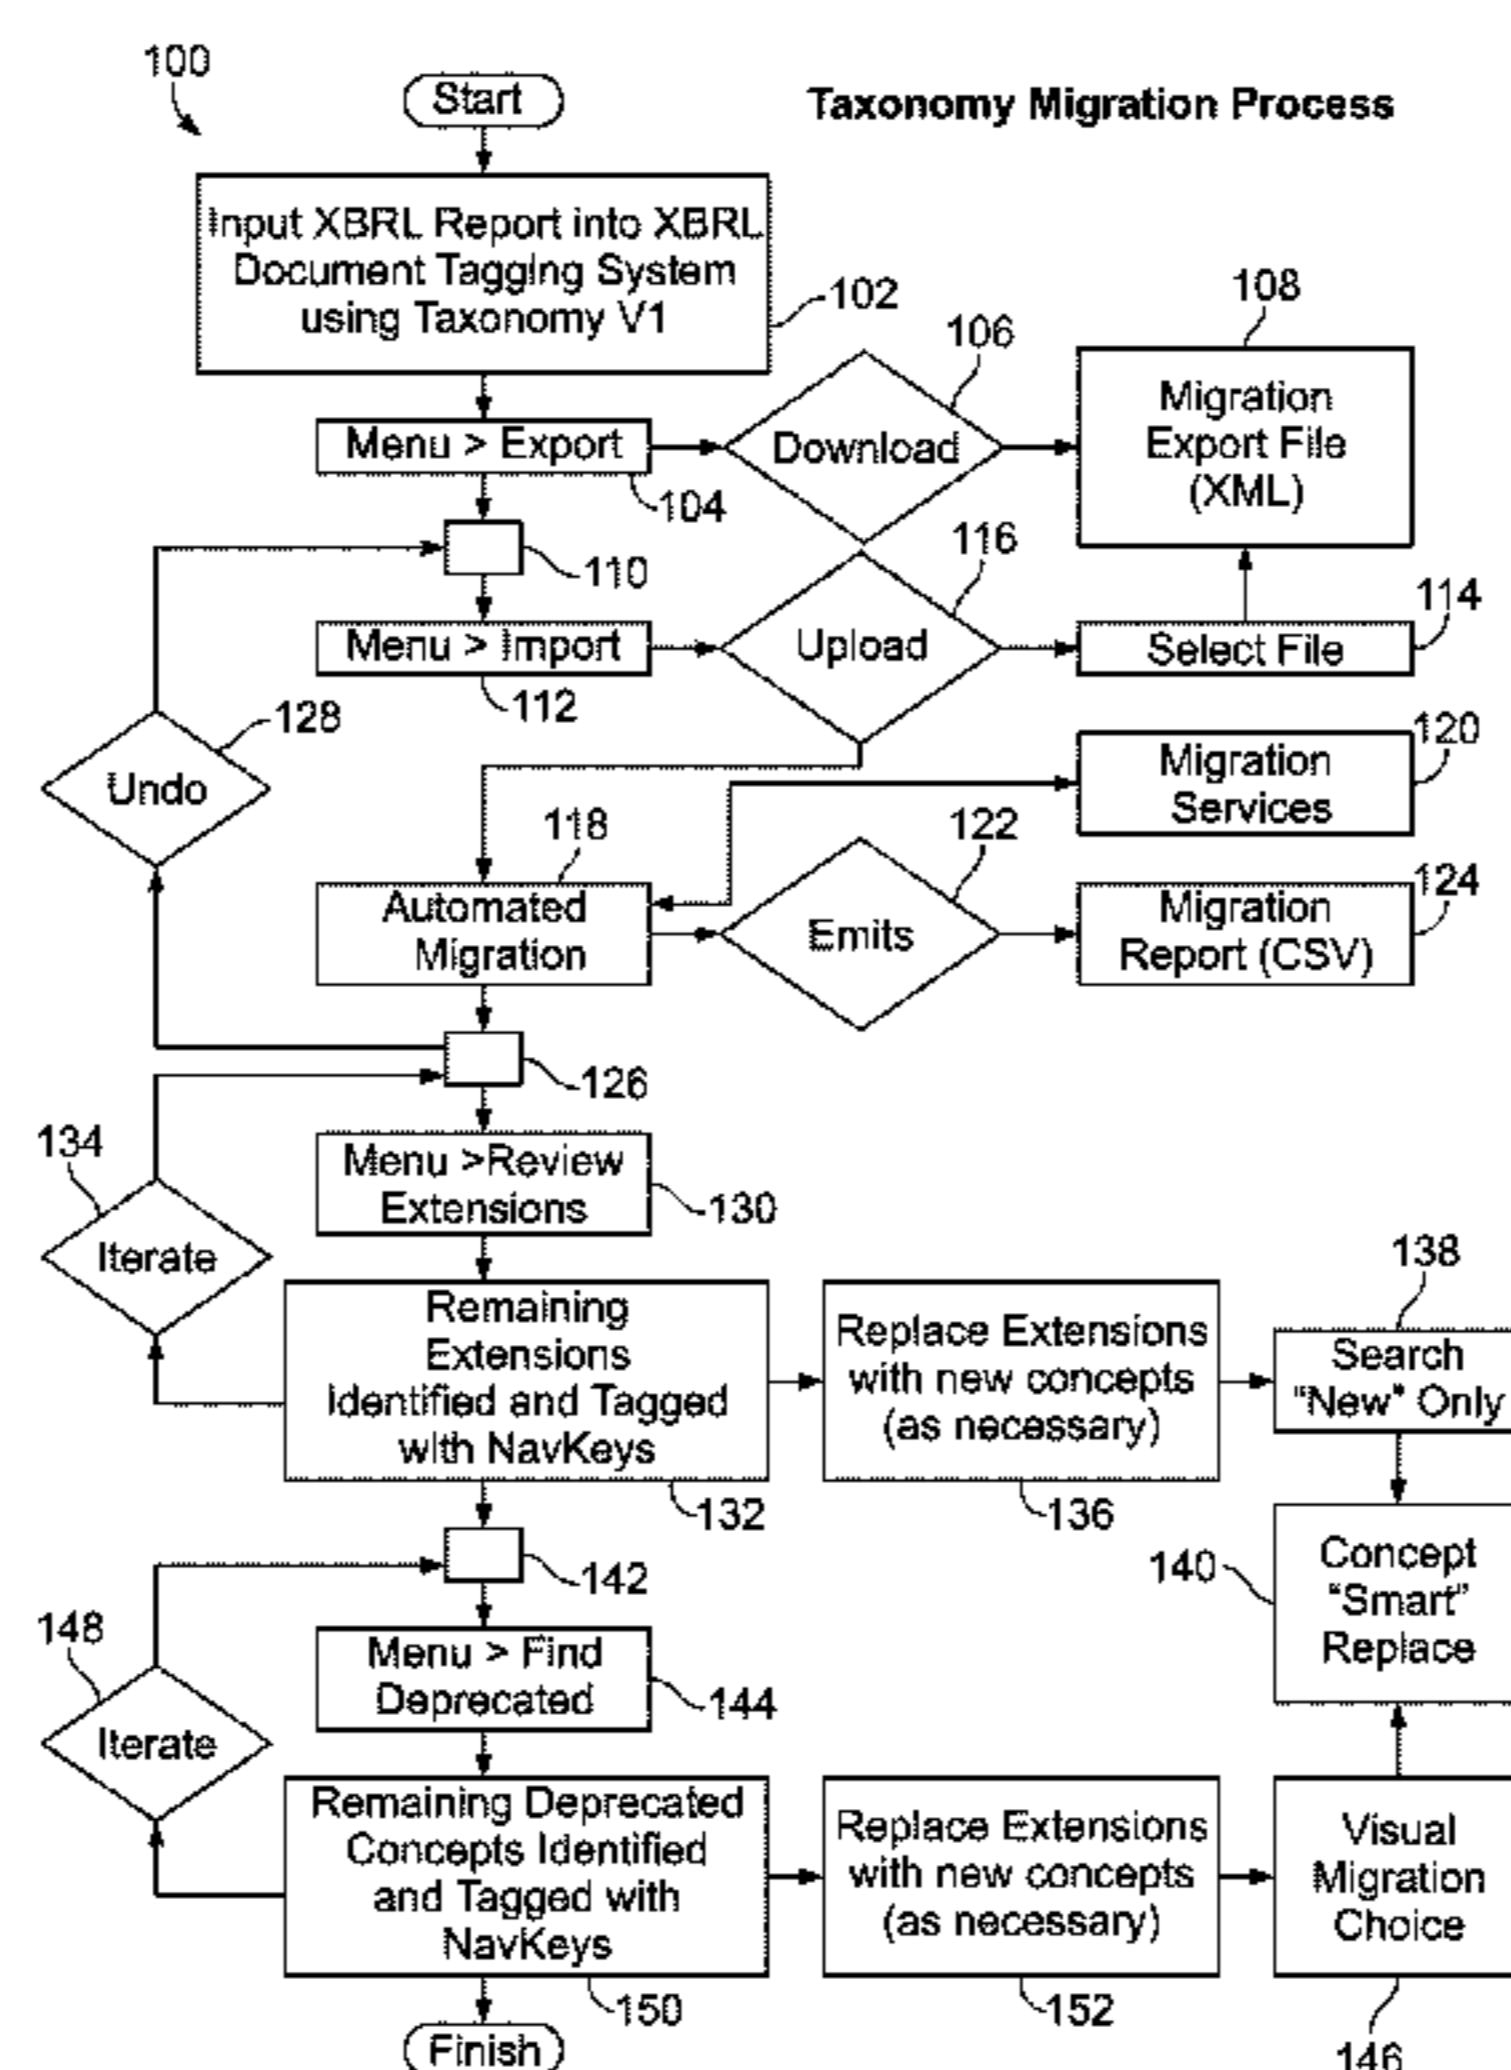 100
Start
Taxonomy Migration Process
Input XBRL Report into XBRL
Document Tagging System
using Taxonomy V1
102
106
108
Menu > Export
104
Download
Migration
Export File
(XML)
110
116
Menu > Import
112
Upload
Select File
114
128
Undo
118
Automated
Migration
Migration
Services
120
122
Emits
Migration
Report (CSV)
124
126
134
Iterate
Menu >Review
Extensions
130
Remaining
Extensions
Identified and Tagged
with NavKeys
132
Replace Extensions
with new concepts
(as necessary)
136
138
Search
"New" Only
142
140
Concept
"Smart"
Replace
148
Iterate
Menu > Find
Deprecated
144
Remaining Deprecated
Concepts Identified
and Tagged with
NavKeys
150
Replace Extensions
with new concepts
(as necessary)
152
Visual
Migration
Choice
146
Finish